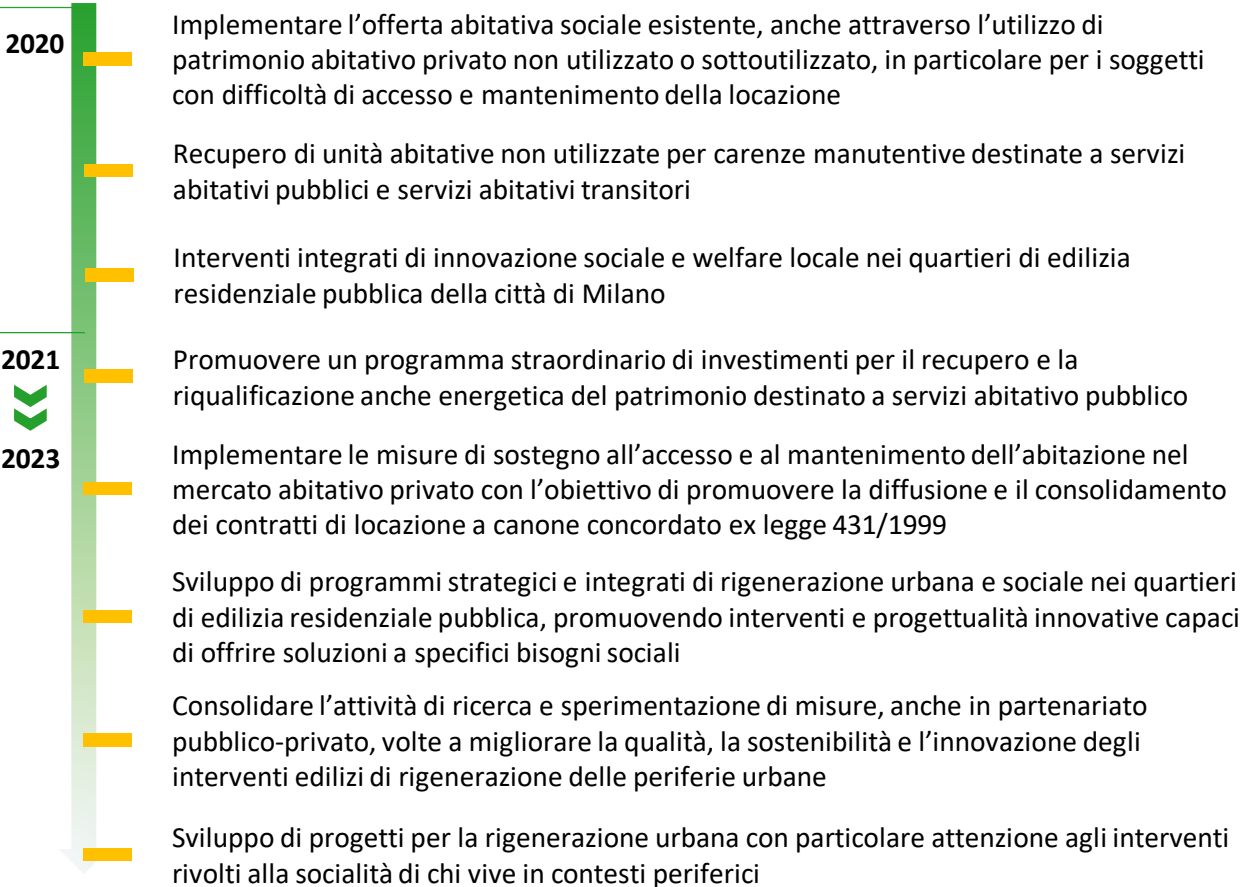 2020
Implementare l’offerta abitativa sociale esistente, anche attraverso l’utilizzo di
patrimonio abitativo privato non utilizzato o sottoutilizzato, in particolare per i soggetti
con difficoltà di accesso e mantenimento della locazione
Recupero di unità abitative non utilizzate per carenze manutentive destinate a servizi
abitativi pubblici e servizi abitativi transitori
Interventi integrati di innovazione sociale e welfare locale nei quartieri di edilizia
residenziale pubblica della città di Milano
2021
Promuovere un programma straordinario di investimenti per il recupero e la
riqualificazione anche energetica del patrimonio destinato a servizi abitativo pubblico
2023
Implementare le misure di sostegno all’accesso e al mantenimento dell’abitazione nel
mercato abitativo privato con l’obiettivo di promuovere la diffusione e il consolidamento
dei contratti di locazione a canone concordato ex legge 431/1999
Sviluppo di programmi strategici e integrati di rigenerazione urbana e sociale nei quartieri
di edilizia residenziale pubblica, promuovendo interventi e progettualità innovative capaci
di offrire soluzioni a specifici bisogni sociali
Consolidare l’attività di ricerca e sperimentazione di misure, anche in partenariato
pubblico-privato, volte a migliorare la qualità, la sostenibilità e l’innovazione degli
interventi edilizi di rigenerazione delle periferie urbane
Sviluppo di progetti per la rigenerazione urbana con particolare attenzione agli interventi
rivolti alla socialità di chi vive in contesti periferici